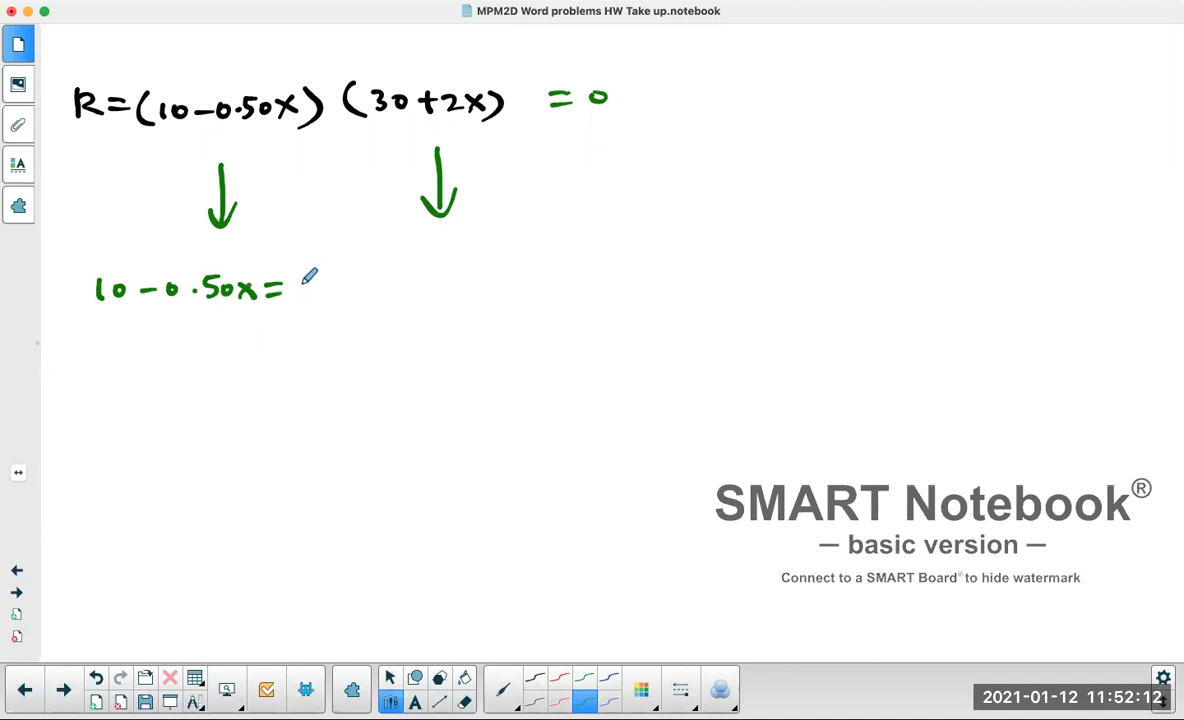 MPM2D Word problems HW Take up.notebook
R=(10-0.50x) (30+2x) = 0
10-0.50x=
SMART Notebook®
— basic version —
Connect to a SMART Board® to hide watermark
2021-01-12 11:52:12